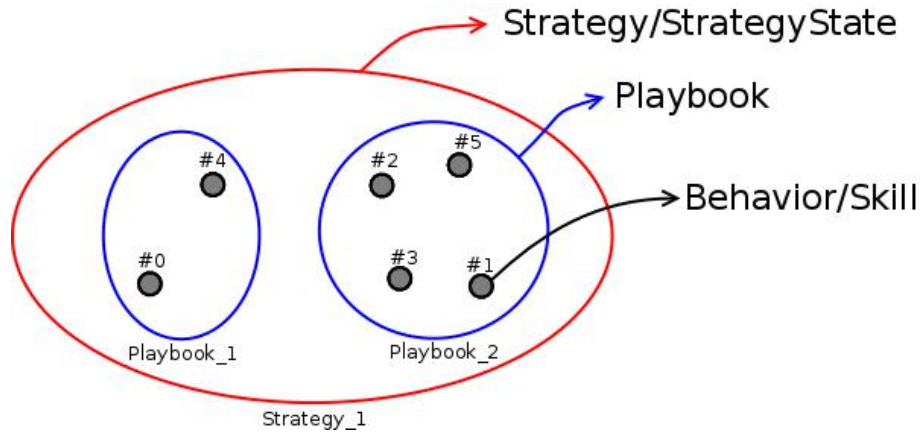 Strategy/StrategyState
Playbook
#5
#4
#2
Behavior/Skill
#0
#3
#1
Playbook_1
Playbook_2
Strategy_1